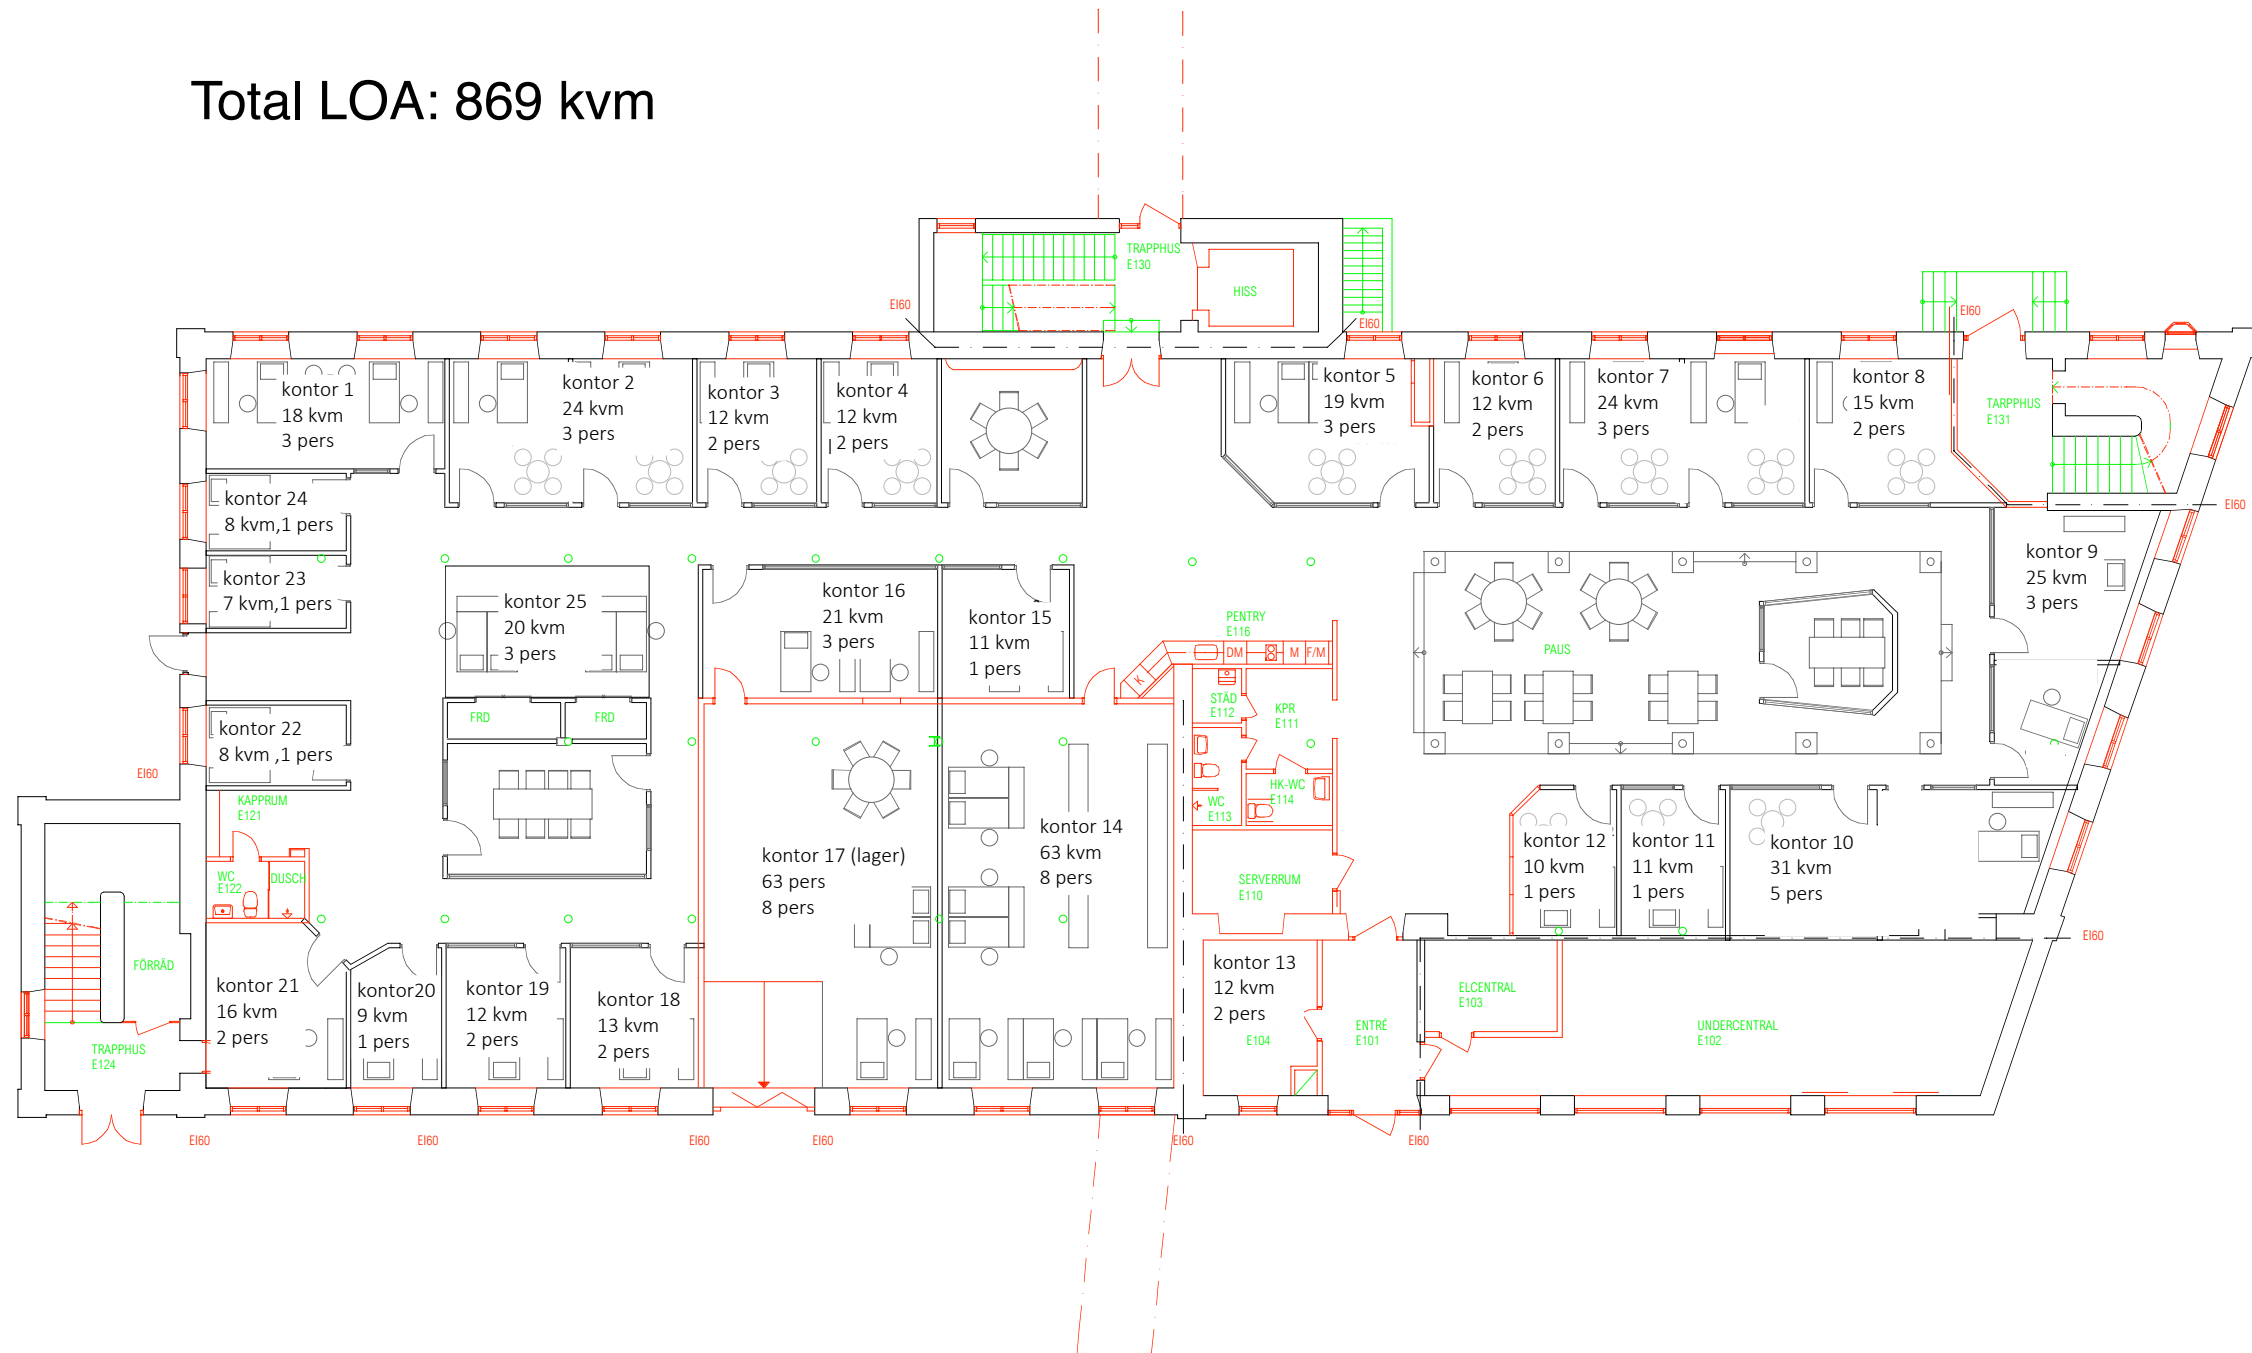 Total LOA: 869 kvm
TRAPPHUS
E130
HISS
EI60
EI60
EI60
kontor 1
18 kvm
3 pers
kontor 2
24 kvm
3 pers
kontor 3
12 kvm
2 pers
kontor 4
12 kvm
2 pers
kontor 5
19 kvm
3 pers
kontor 6
12 kvm
2 pers
kontor 7
24 kvm
3 pers
kontor 8
15 kvm
2 pers
TARPPHUS
E131
EI60
kontor 24
8 kvm,1 pers
kontor 23
7 kvm,1 pers
kontor 25
20 kvm
3 pers
kontor 16
21 kvm
3 pers
kontor 15
11 kvm
1 pers
PENTRY
E116
K
DM
M
F/M
PAUS
kontor 9
25 kvm
3 pers
kontor 22
8 kvm ,1 pers
FRD
FRD
STÄD
E112
KPR
E111
EI60
KAPPRUM
E121
WC
E122
DUSCH
WC
E113
HK-WC
E114
kontor 17 (lager)
63 pers
8 pers
kontor 14
63 kvm
8 pers
SERVERRUM
E110
kontor 12
10 kvm
1 pers
kontor 11
11 kvm
1 pers
kontor 10
31 kvm
5 pers
EI60
FÖRRÅD
TRAPPHUS
E124
kontor 21
16 kvm
2 pers
kontor20
9 kvm
1 pers
kontor 19
12 kvm
2 pers
kontor 18
13 kvm
2 pers
kontor 13
12 kvm
2 pers
E104
ENTRÉ
E101
ELCENTRAL
E103
UNDERCENTRAL
E102
EI60
EI60
EI60
EI60
EI60
EI60